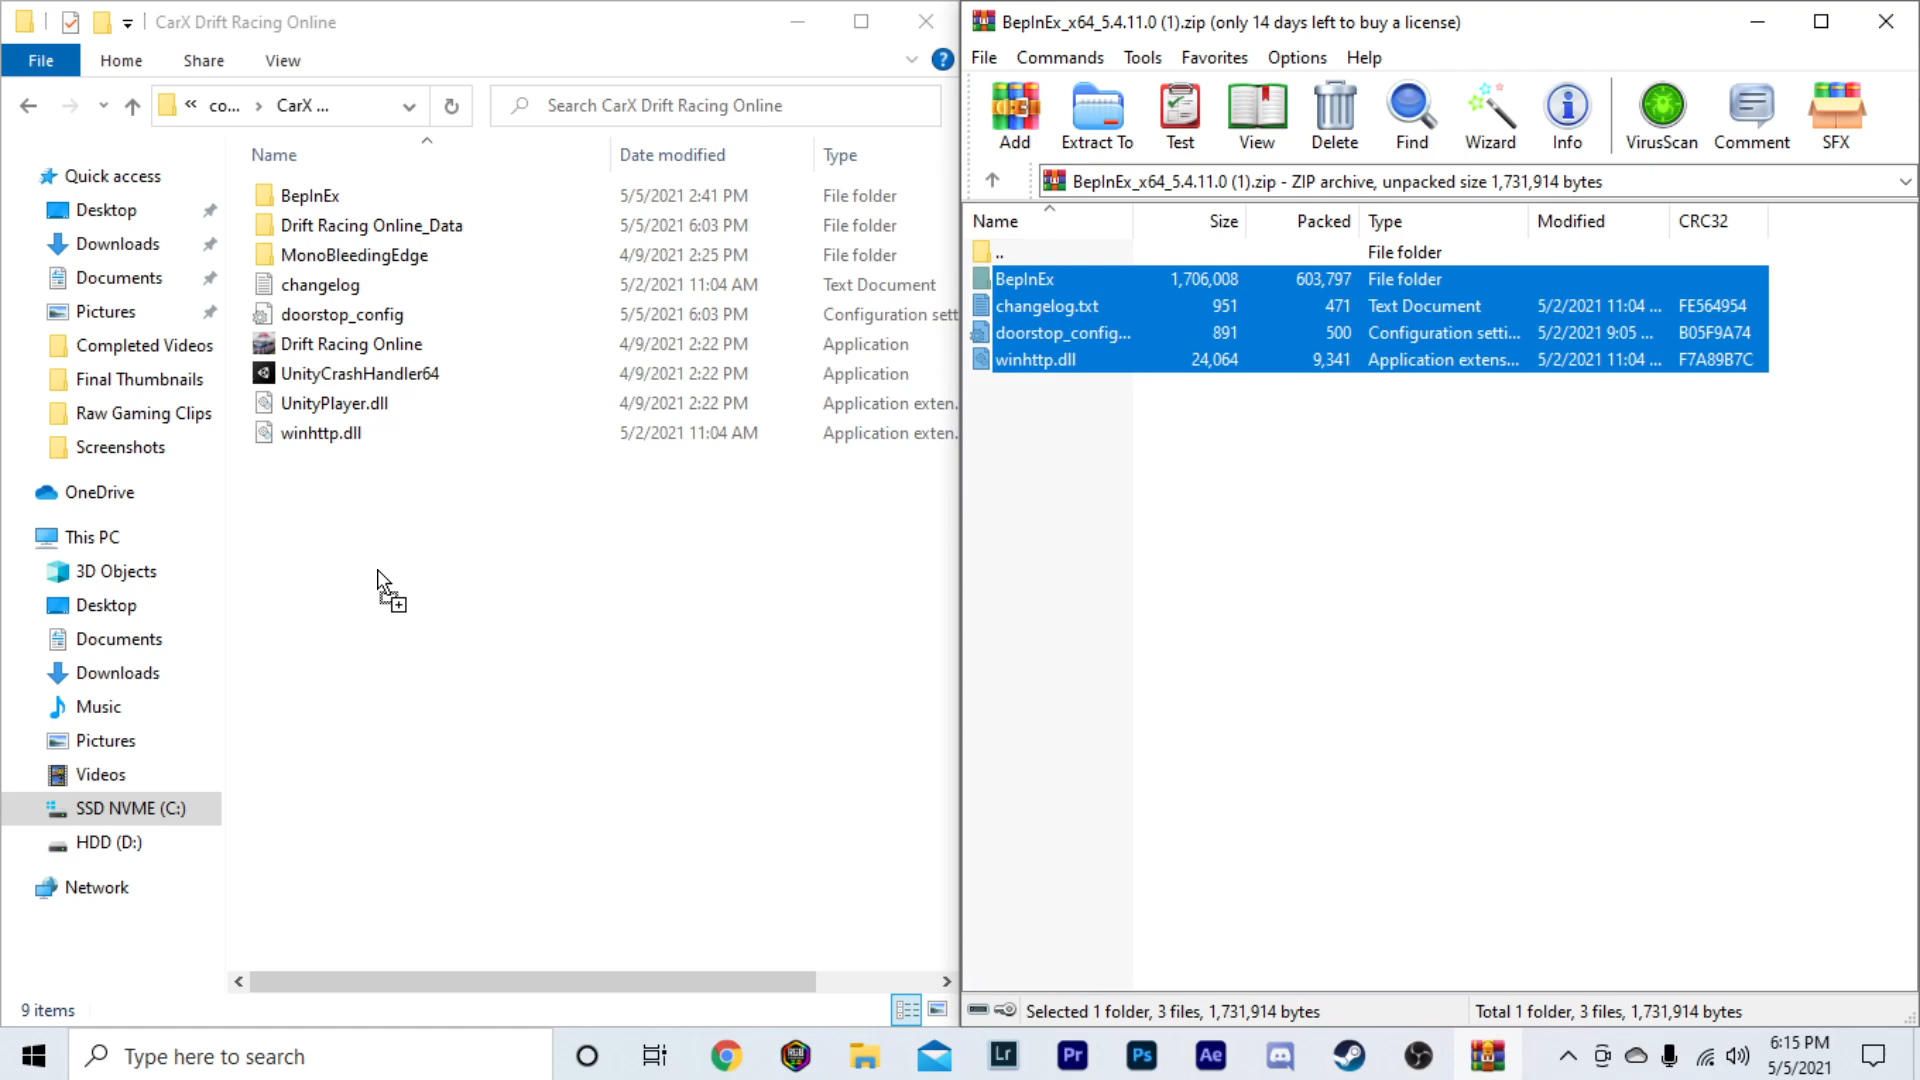 CarX Drift Racing Online
File Home Share View
« co... › CarX ...
Search CarX Drift Racing Online
Name Date modified Type
BepInEx 5/5/2021 2:41 PM File folder
Drift Racing Online_Data 5/5/2021 6:03 PM File folder
MonoBleedingEdge 4/9/2021 2:25 PM File folder
changelog 5/2/2021 11:04 AM Text Document
doorstop_config 5/5/2021 6:03 PM Configuration sett
Drift Racing Online 4/9/2021 2:22 PM Application
UnityCrashHandler64 4/9/2021 2:22 PM Application
UnityPlayer.dll 4/9/2021 2:22 PM Application exten.
winhttp.dll 5/2/2021 11:04 AM Application exten.
Quick access
Desktop
Downloads
Documents
Pictures
Completed Videos
Final Thumbnails
Raw Gaming Clips
Screenshots
OneDrive
This PC
3D Objects
Desktop
Documents
Downloads
Music
Pictures
Videos
SSD NVME (C:)
HDD (D:)
Network
9 items
BepInEx_x64_5.4.11.0 (1).zip (only 14 days left to buy a license)
File Commands Tools Favorites Options Help
Add Extract To Test View Delete Find Wizard Info VirusScan Comment SFX
BepInEx_x64_5.4.11.0 (1).zip - ZIP archive, unpacked size 1,731,914 bytes
Name Size Packed Type Modified CRC32
.. File folder
BepInEx 1,706,008 603,797 File folder
changelog.txt 951 471 Text Document 5/2/2021 11:04 ... FE564954
doorstop_config... 891 500 Configuration setti... 5/2/2021 9:05 ... B05F9A74
winhttp.dll 24,064 9,341 Application extens... 5/2/2021 11:04 ... F7A89B7C
Selected 1 folder, 3 files, 1,731,914 bytes
Total 1 folder, 3 files, 1,731,914 bytes
Type here to search
RGB
Lr
Pr
Ps
Ae
6:15 PM
5/5/2021